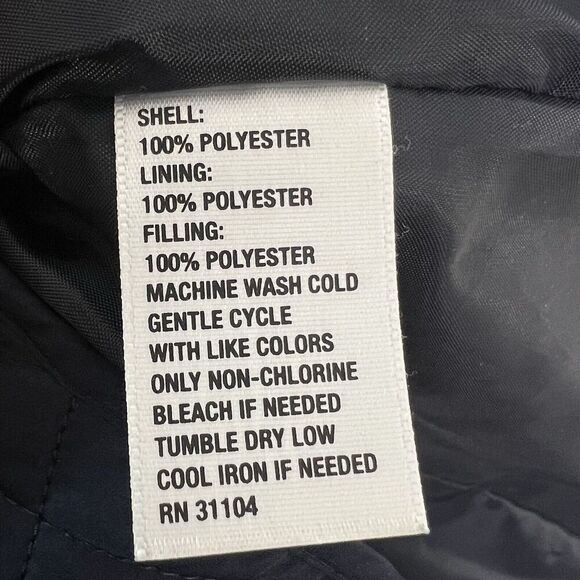 SHELL:
100% POLYESTER
LINING:
100% POLYESTER
FILLING:
100% POLYESTER
MACHINE WASH COLD
GENTLE CYCLE
WITH LIKE COLORS
ONLY NON-CHLORINE
BLEACH IF NEEDED
TUMBLE DRY LOW
COOL IRON IF NEEDED
RN 31104